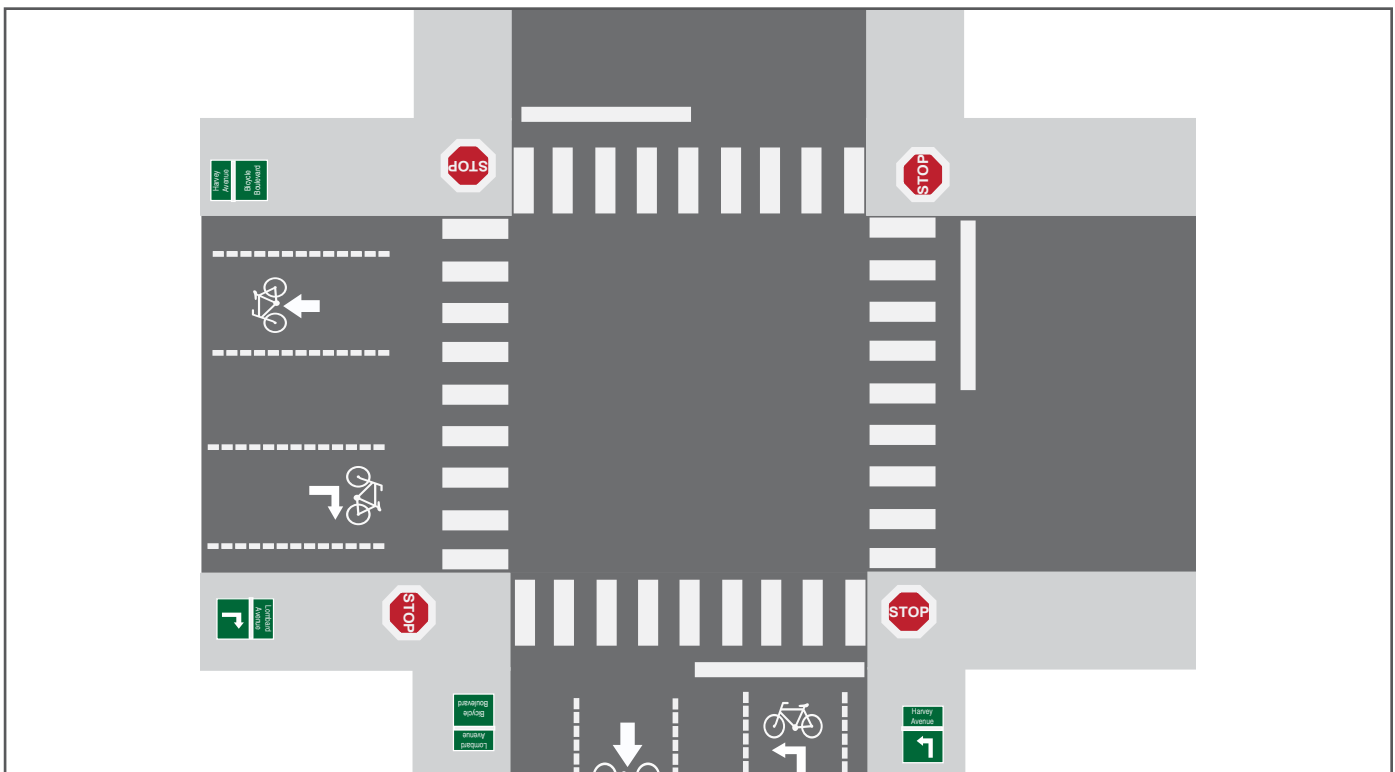 STOP
STOP
Harvey
Avenue
Bicycle
Boulevard
Lombard
Avenue
STOP
STOP
Bicycle
Boulevard
Lombard
Avenue
Harvey
Avenue